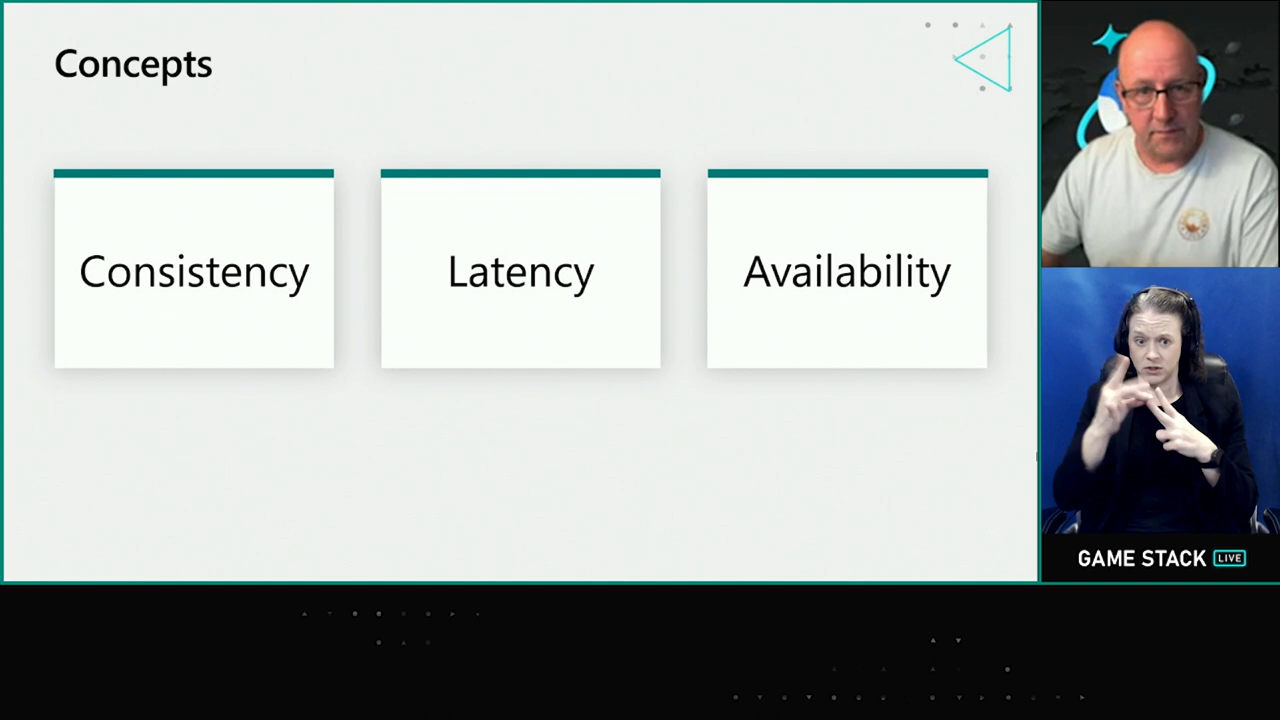 Concepts
Consistency
Latency
Availability
GAME STACK LIVE